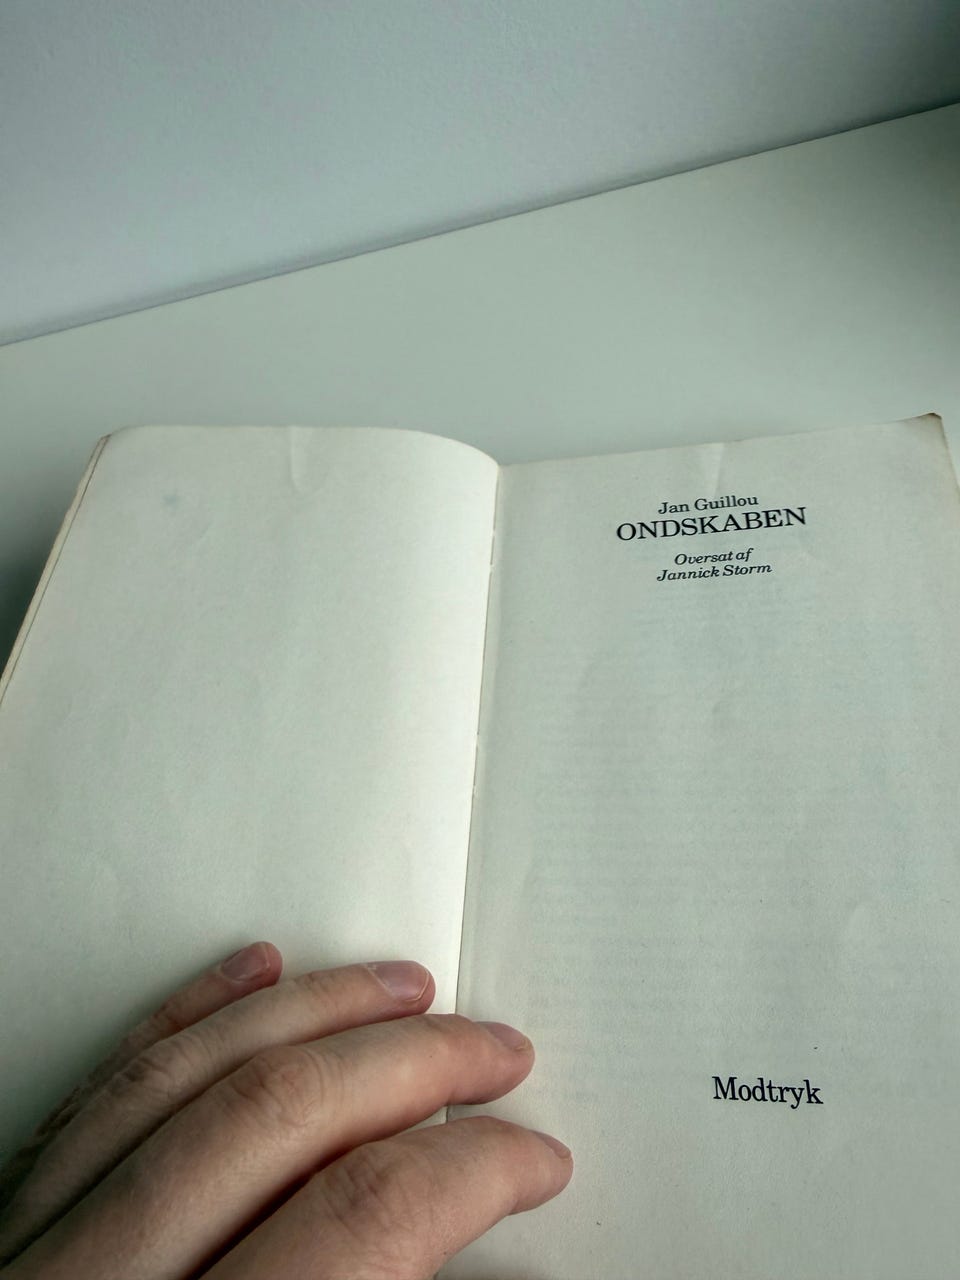 Jan Guillou
ONDSKABEN
Oversat af
Jannick Storm
Modtryk